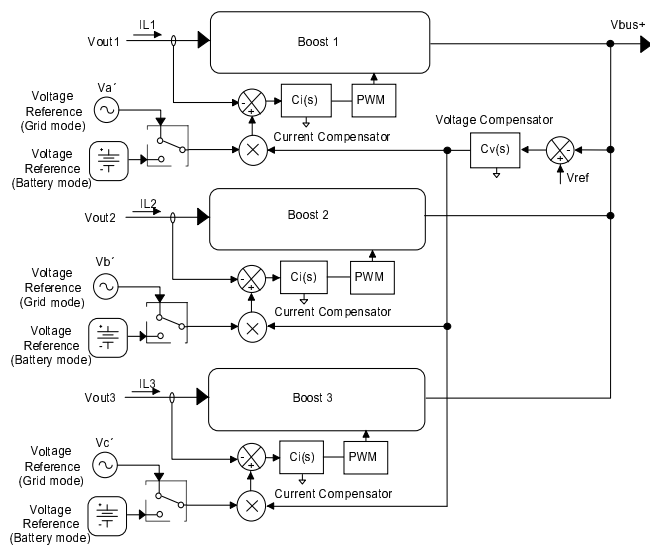 IL1
Vbus+
Vout1
Boost 1
Va´
Voltage
Reference
(Grid mode)
Ci(s)
PWM
-
+
Current Compensator
Voltage Compensator
Voltage
Reference
(Battery mode)
+
-
Cv(s)
-
+
Vref
IL2
Vout2
Boost 2
Vb´
Voltage
Reference
(Grid mode)
Ci(s)
PWM
-
+
Current Compensator
Voltage
Reference
(Battery mode)
+
-
IL3
Vout3
Boost 3
Vc´
Voltage
Reference
(Grid mode)
Ci(s)
PWM
-
+
Current Compensator
Voltage
Reference
(Battery mode)
+
-